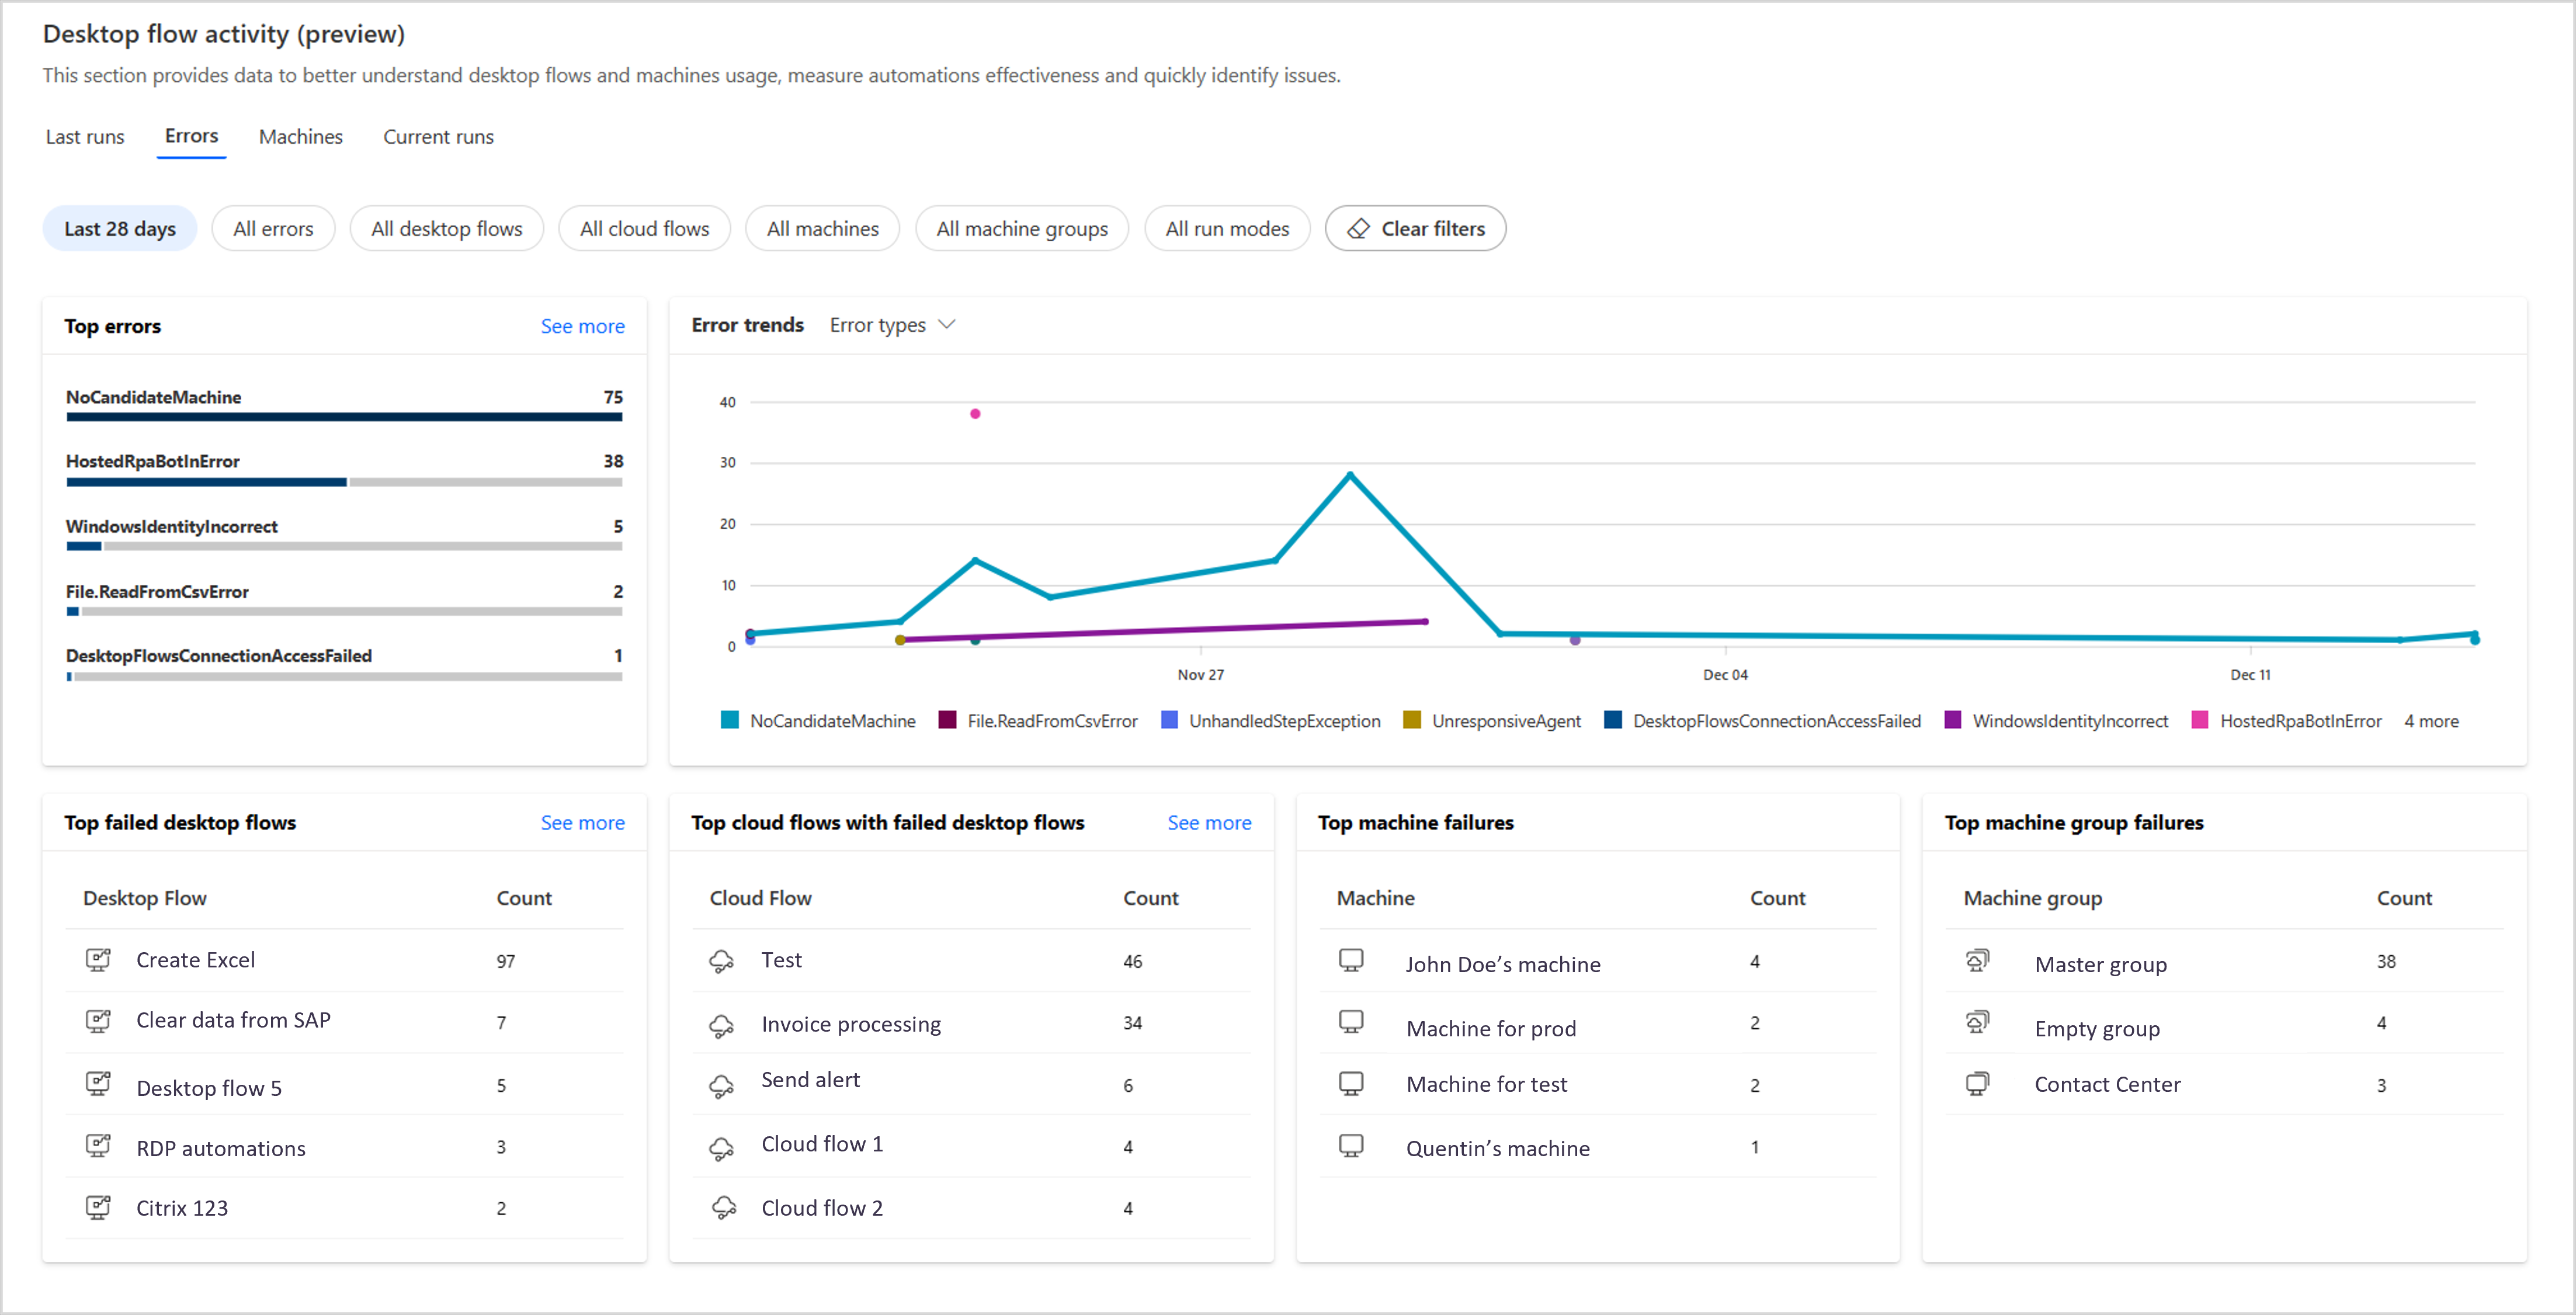 Desktop flow activity (preview)
This section provides data to better understand desktop flows and machines usage, measure automations effectiveness and quickly identify issues.
Last runs Errors Machines Current runs
Last 28 days All errors All desktop flows All cloud flows All machines All machine groups All run modes Clear filters
Top errors See more
NoCandidateMachine 75
HostedRpaBotInError 38
WindowsIdentityIncorrect 5
File.ReadFromCsvError 2
DesktopFlowsConnectionAccessFailed 1
Error trends Error types
40
30
20
10
0
Nov 27 Dec 04 Dec 11
NoCandidateMachine File.ReadFromCsvError UnhandledStepException UnresponsiveAgent DesktopFlowsConnectionAccessFailed WindowsIdentityIncorrect HostedRpaBotInError 4 more
Top failed desktop flows See more
Desktop Flow Count
Create Excel 97
Clear data from SAP 7
Desktop flow 5 5
RDP automations 3
Citrix 123 2
Top cloud flows with failed desktop flows See more
Cloud Flow Count
Test 46
Invoice processing 34
Send alert 6
Cloud flow 1 4
Cloud flow 2 4
Top machine failures
Machine Count
John Doe’s machine 4
Machine for prod 2
Machine for test 2
Quentin’s machine 1
Top machine group failures
Machine group Count
Master group 38
Empty group 4
Contact Center 3